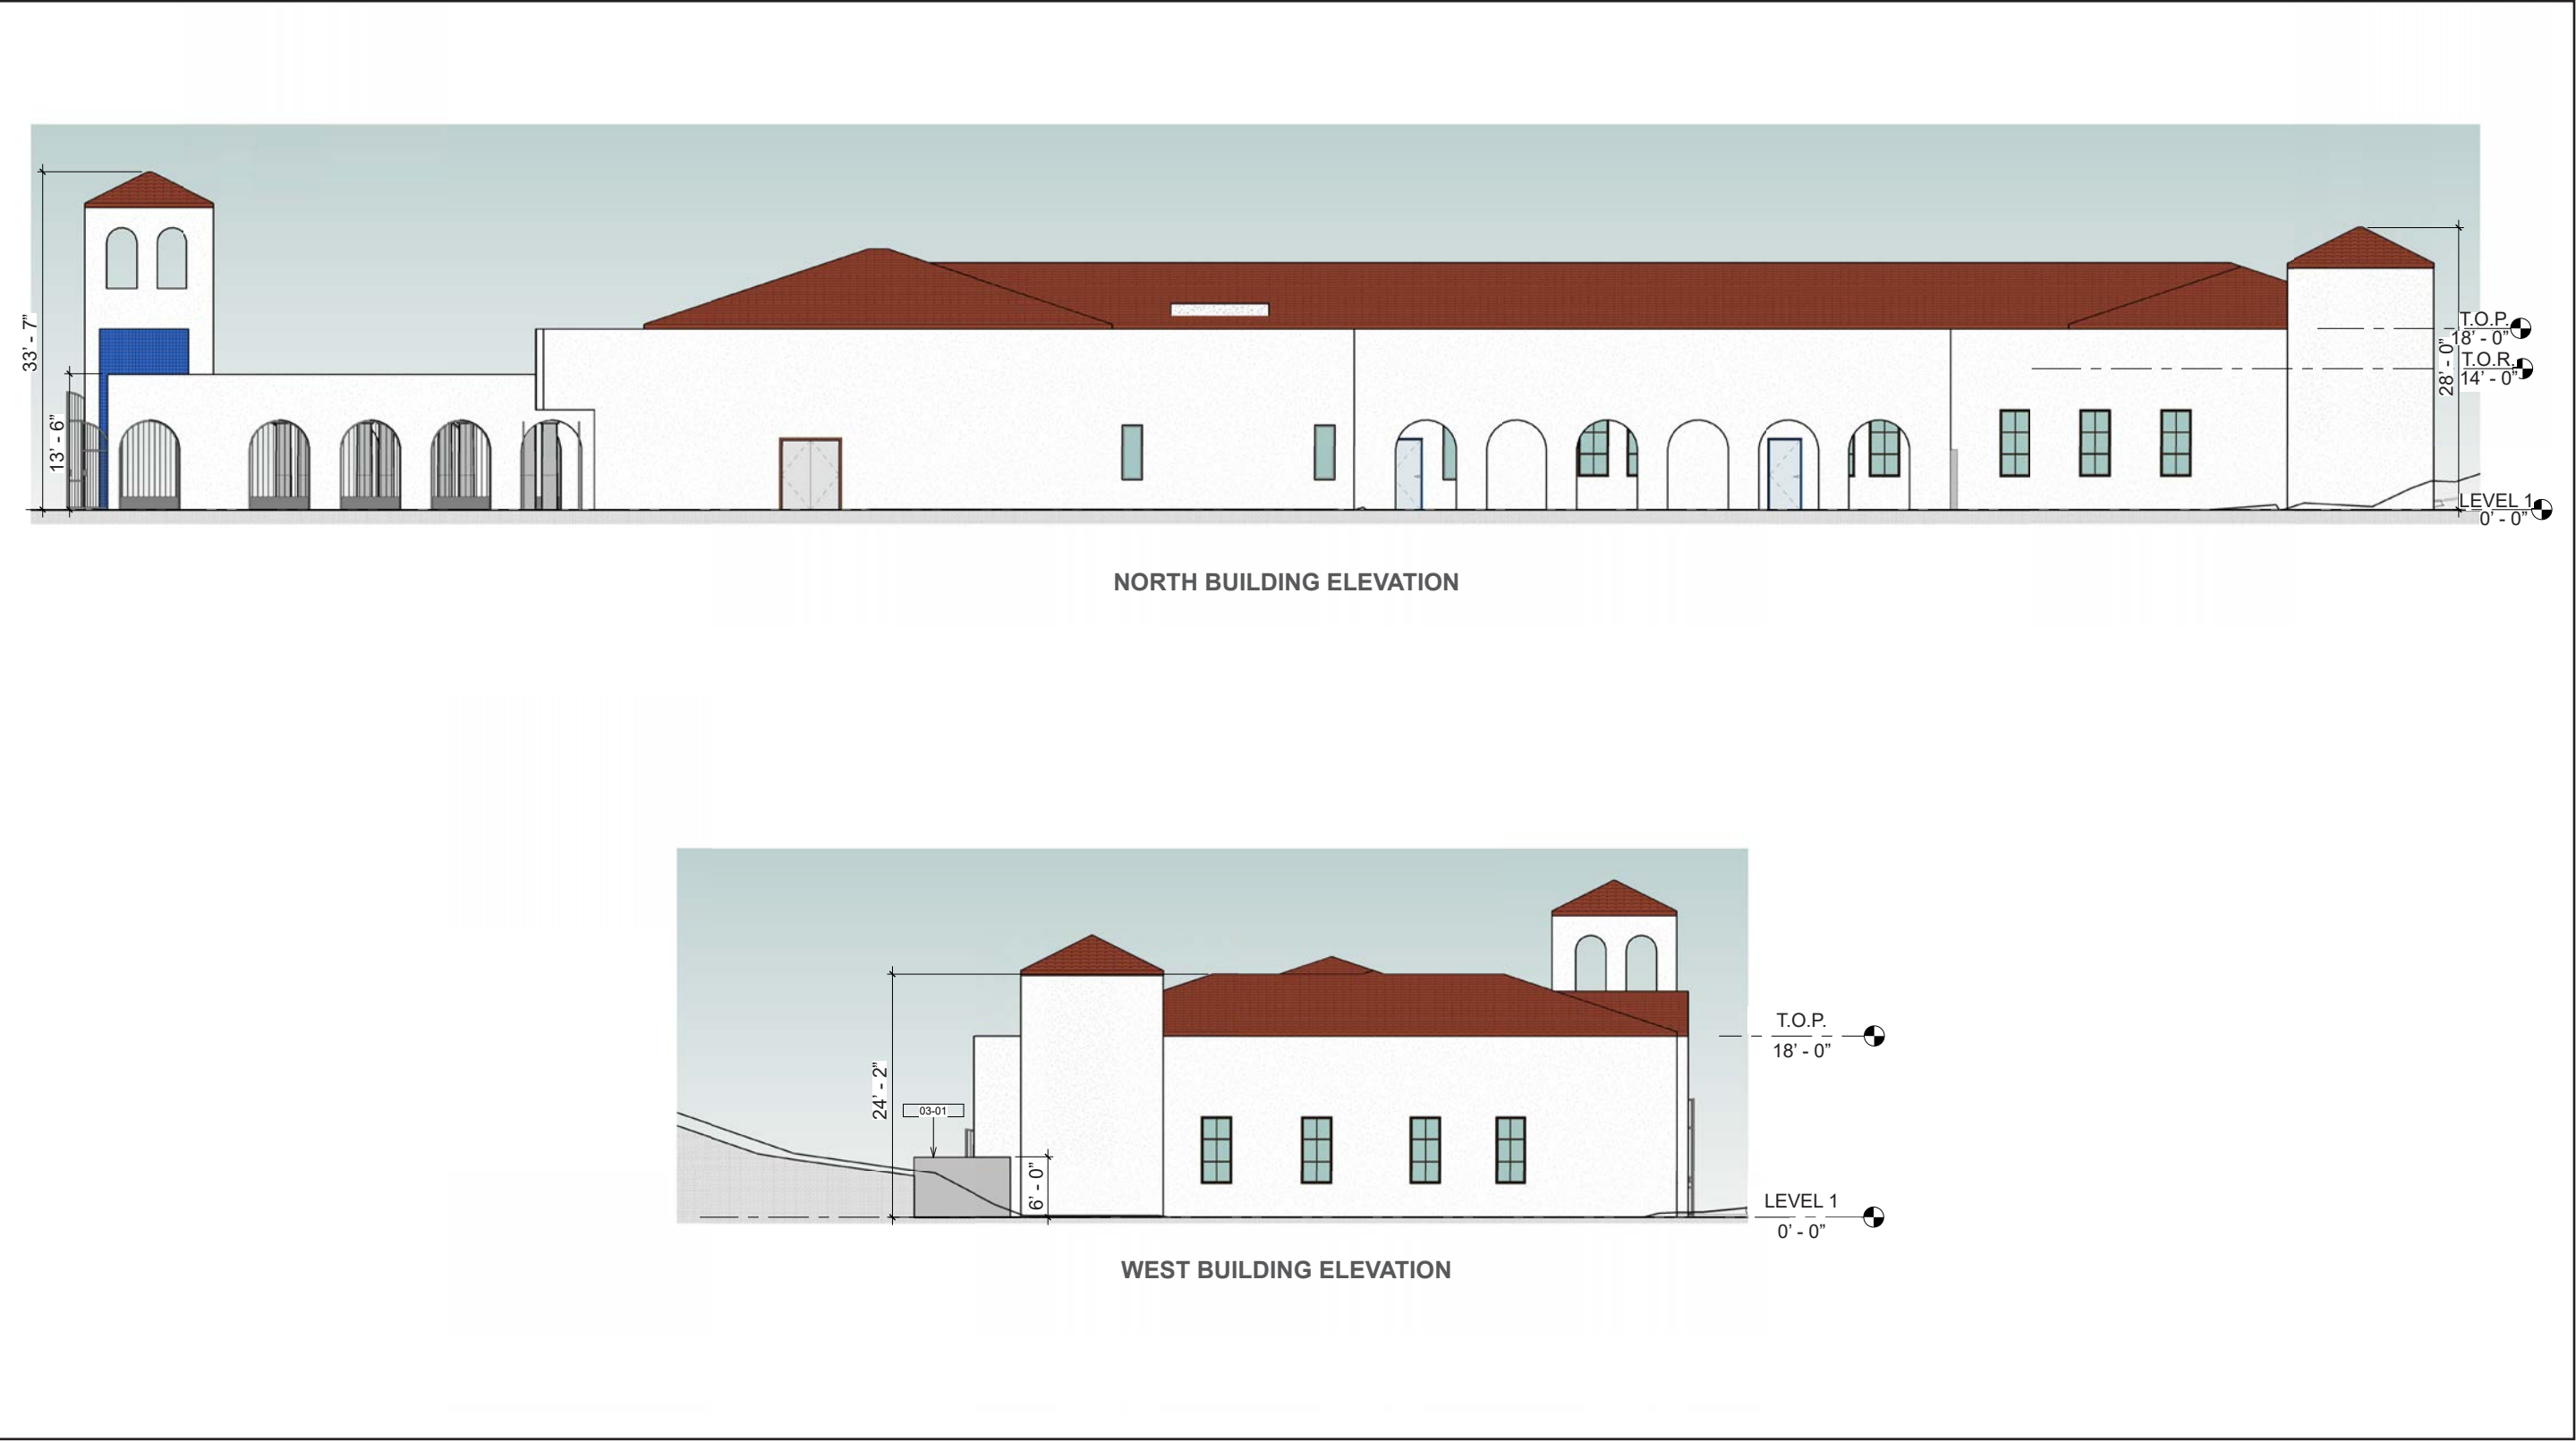 33’ - 7”
13’ - 6”
T.O.P.
18’ - 0”
T.O.R.
14’ - 0”
28’ - 0”
LEVEL 1
0’ - 0”
NORTH BUILDING ELEVATION
24’ - 2”
03-01
6’ - 0”
T.O.P.
18’ - 0”
LEVEL 1
0’ - 0”
WEST BUILDING ELEVATION